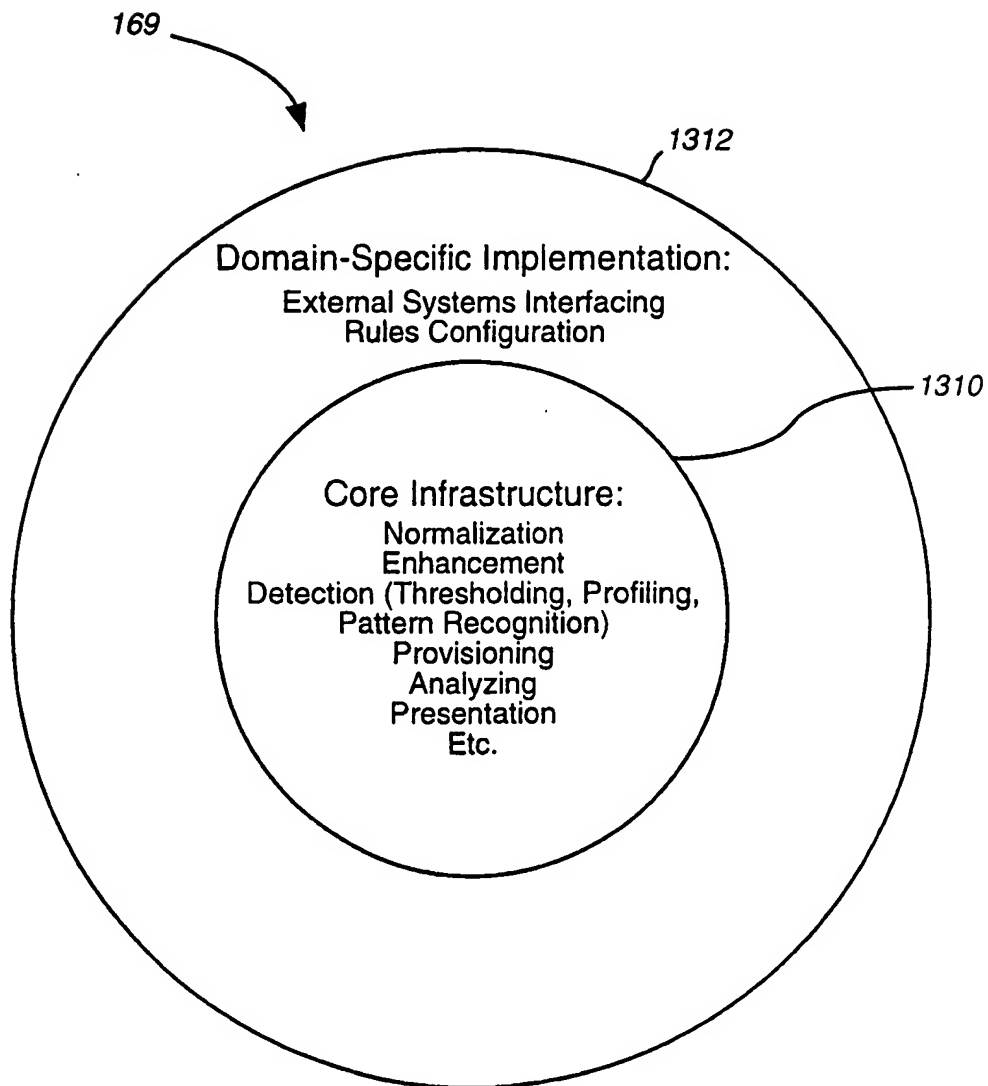 169
1312
Domain-Specific Implementation:
External Systems Interfacing
Rules Configuration
1310
Core Infrastructure:
Normalization
Enhancement
Detection (Thresholding, Profiling,
Pattern Recognition)
Provisioning
Analyzing
Presentation
Etc.